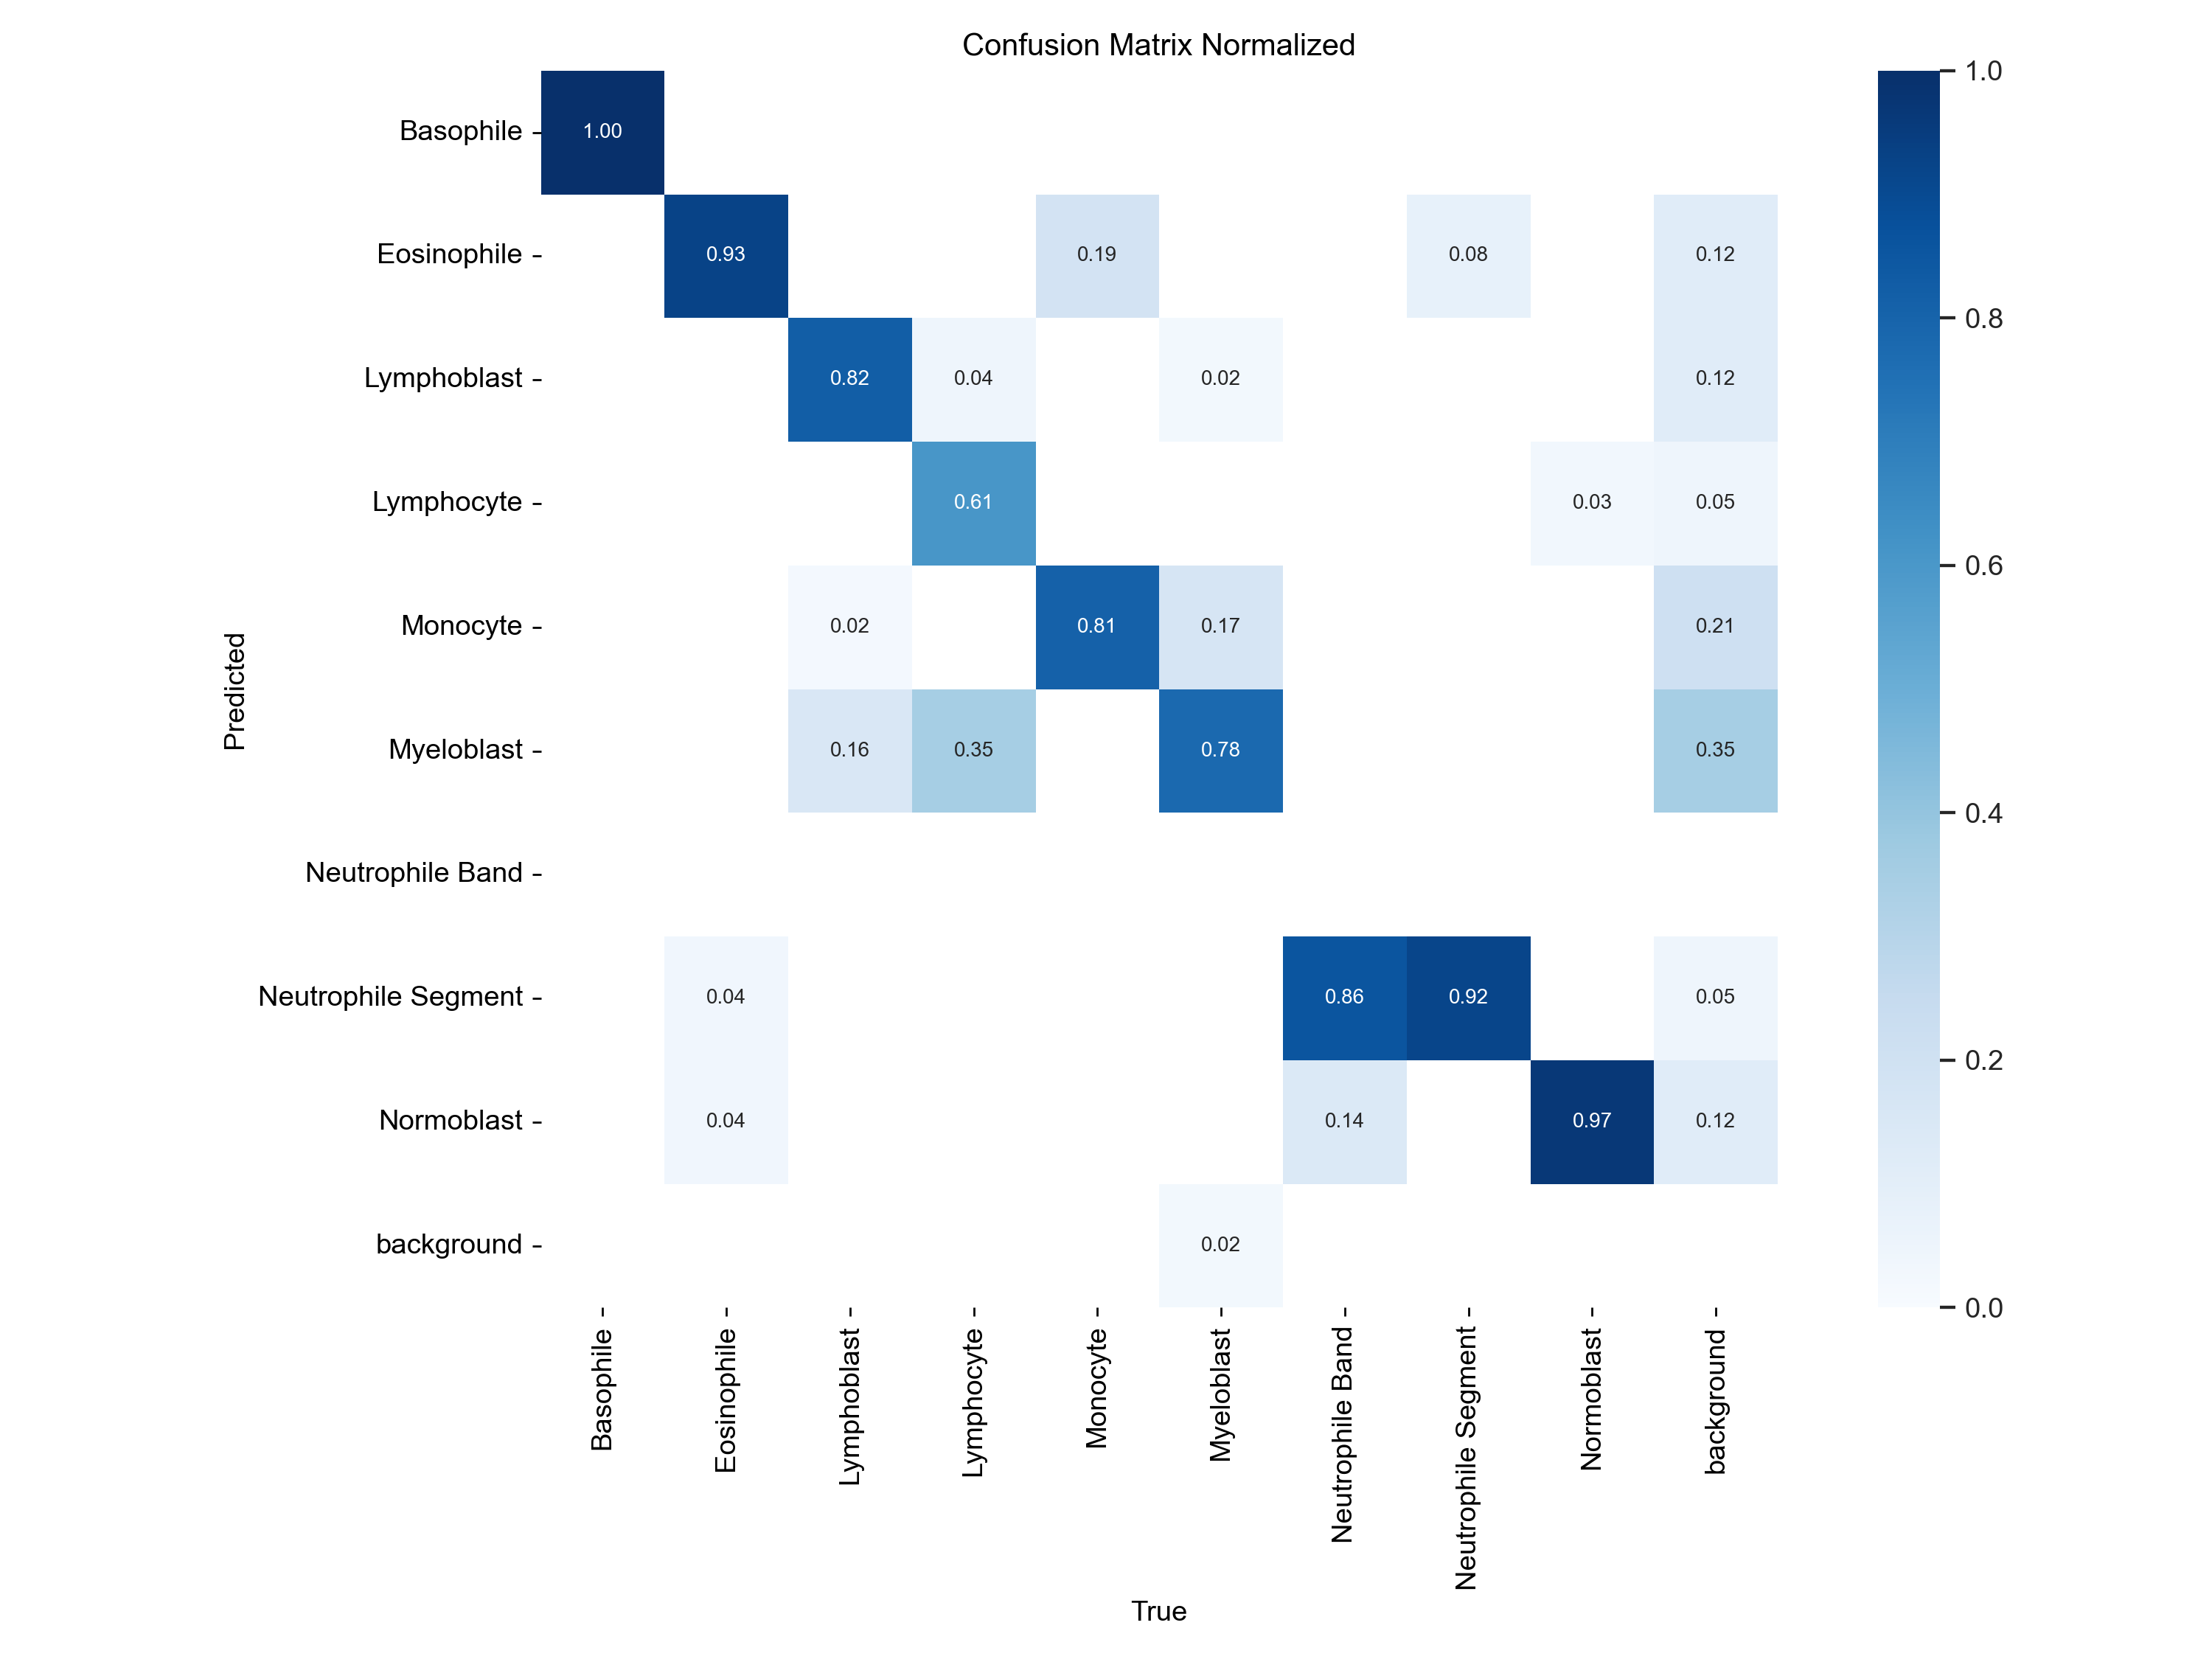 Confusion Matrix Normalized
Basophile
1.00
Eosinophile
0.93
0.19
0.08
0.12
Lymphoblast
0.82
0.04
0.02
0.12
Lymphocyte
0.61
0.03
0.05
Monocyte
0.02
0.81
0.17
0.21
Myeloblast
0.16
0.35
0.78
0.35
Neutrophile Band
Neutrophile Segment
0.04
0.86
0.92
0.05
Normoblast
0.04
0.14
0.97
0.12
background
0.02
Predicted
Basophile
Eosinophile
Lymphoblast
Lymphocyte
Monocyte
Myeloblast
Neutrophile Band
Neutrophile Segment
Normoblast
background
True
1.0
0.8
0.6
0.4
0.2
0.0